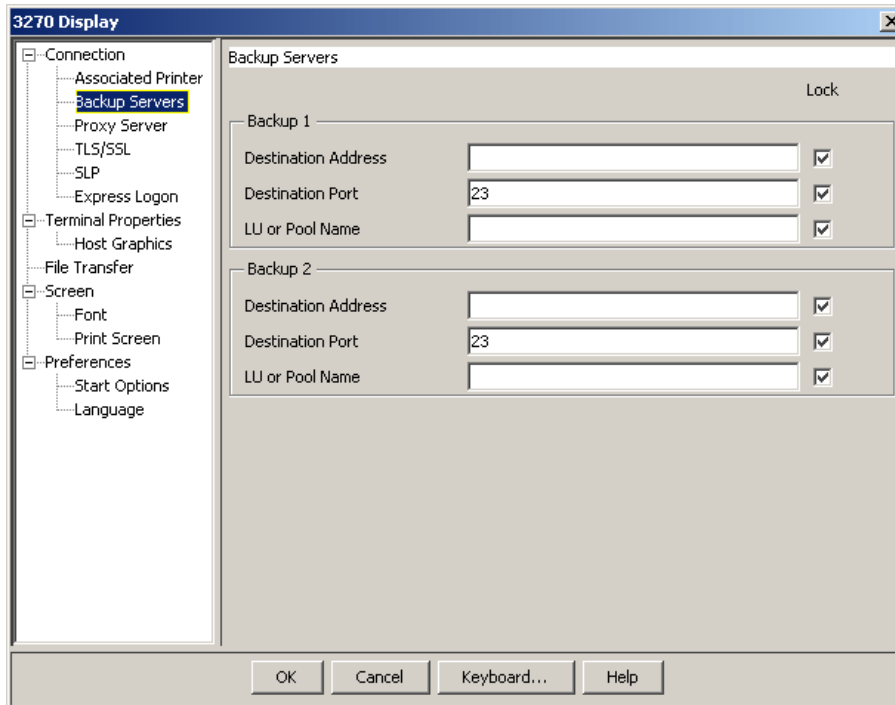 3270 Display
Connection
Associated Printer
Backup Servers
Proxy Server
TLS/SSL
SLP
Express Logon
Terminal Properties
Host Graphics
File Transfer
Screen
Font
Print Screen
Preferences
Start Options
Language
Backup Servers
Lock
Backup 1
Destination Address
Destination Port 23
LU or Pool Name
Backup 2
Destination Address
Destination Port 23
LU or Pool Name
OK Cancel Keyboard... Help